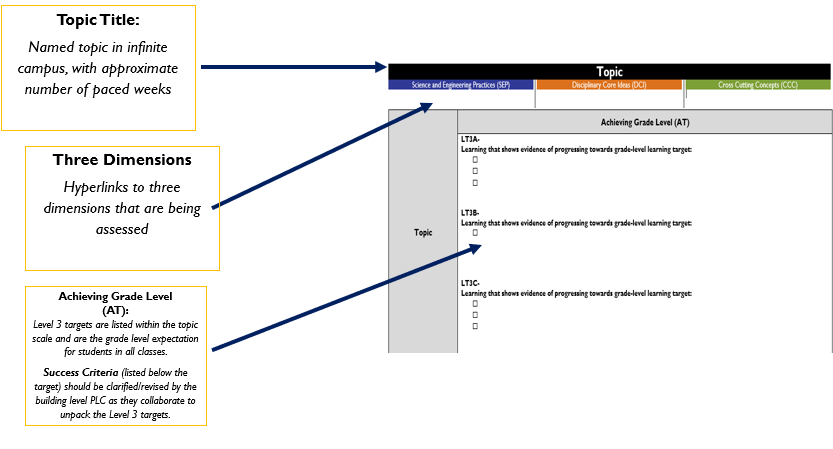 Topic Title:
Named topic in infinite
campus, with approximate
number of paced weeks
Three Dimensions
Hyperlinks to three
dimensions that are being
assessed
Achieving Grade Level
(AT):
Level 3 targets are listed within the topic
scale and are the grade level expectation
for students in all classes.
Success Criteria (listed below the
target) should be clarified/revised by the
building level PLC as they collaborate to
unpack the Level 3 targets.
Topic
Science and Engineering Practices (SEP)
Disciplinary Core Ideas (DCI)
Cross Cutting Concepts (CCC)
Achieving Grade Level (AT)
Topic
LT3A-
Learning that shows evidence of progressing towards grade-level learning target:
LT3B-
Learning that shows evidence of progressing towards grade-level learning target:
LT3C-
Learning that shows evidence of progressing towards grade-level learning target: